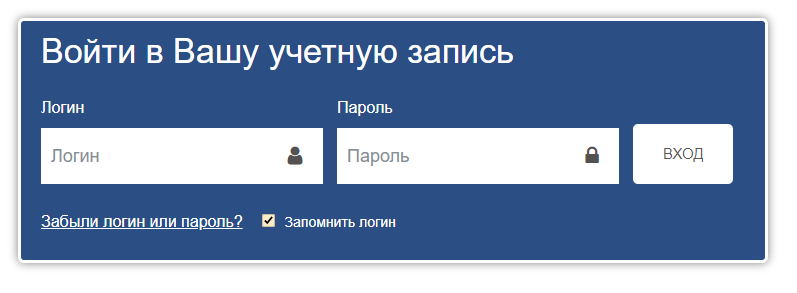 Войти в Вашу учетную запись
Логин
Пароль
Логин
Пароль
ВХОД
Забыли логин или пароль?
Запомнить логин